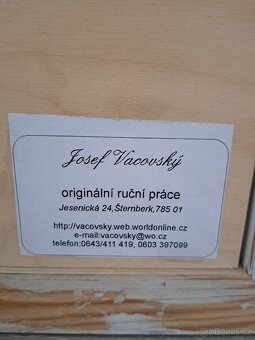 Josef Vacovský
originální ruční práce
Jesenická 24,Šternberk,785 01
http://vacovsky.web.worldonline.cz
e-mail:vacovsky@wo.cz
telefon:0643/411 419, 0603 397099